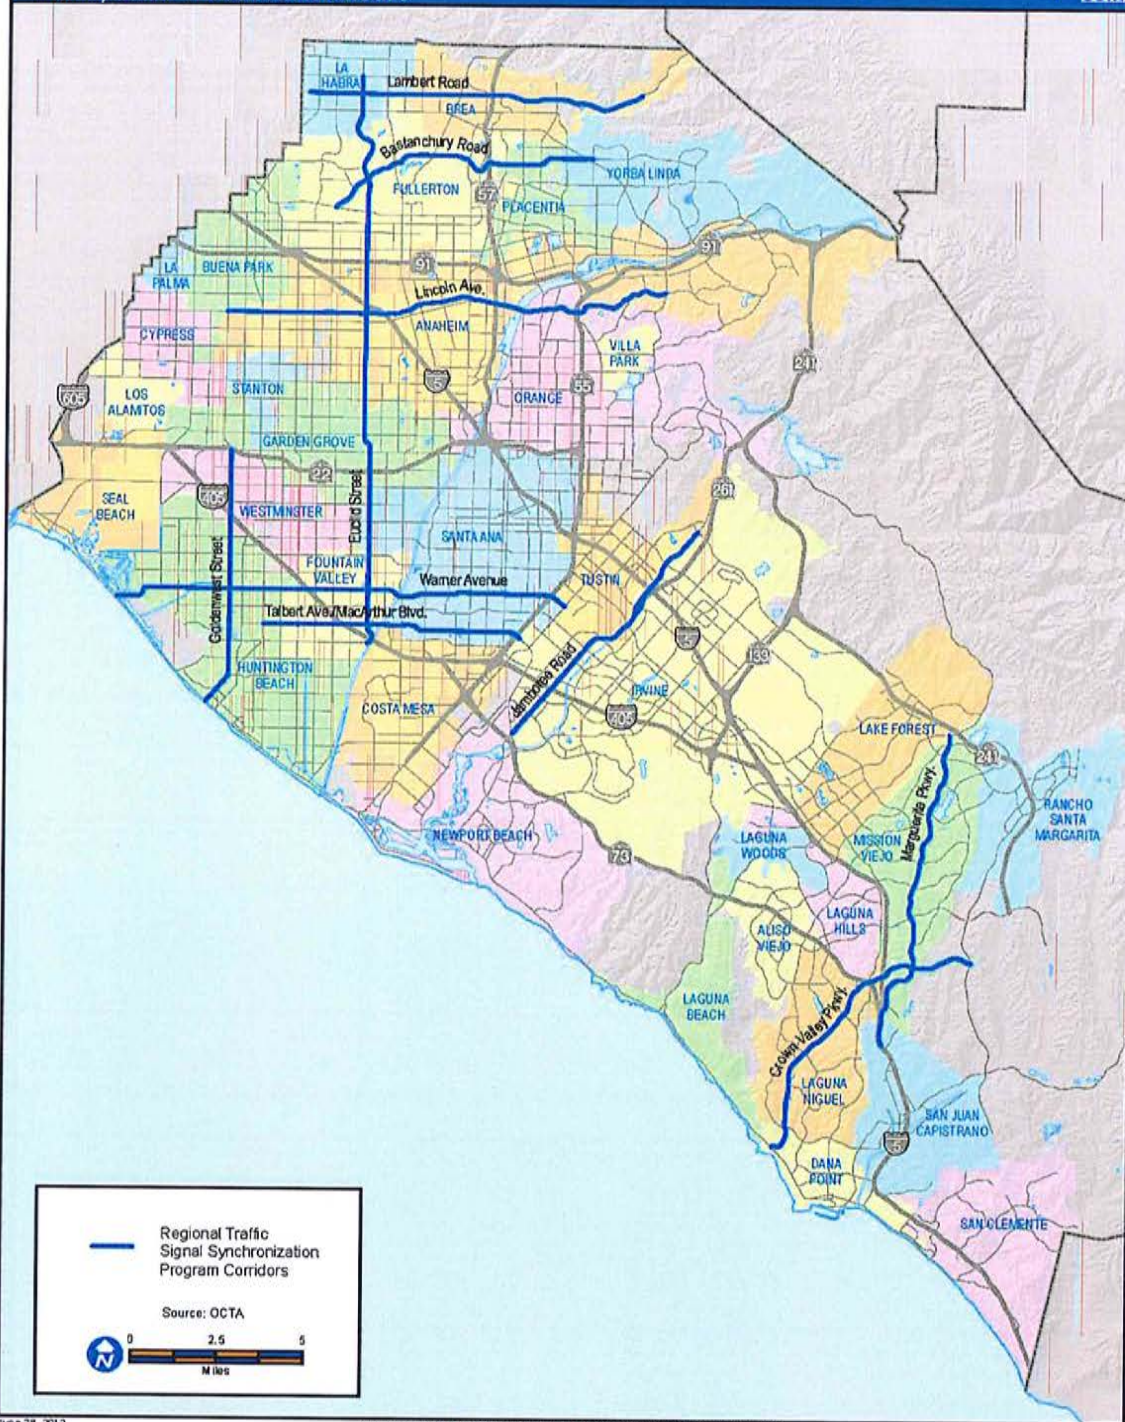 LA
HABRA
Lambert Road
BREA
Bastanchury Road
YORBA LINDA
FULLERTON
57
PLACENTIA
91
91
LA
PALMA
BUENA PARK
Lincoln Ave.
ANAHEIM
CYPRESS
VILLA
PARK
241
5
605
LOS
ALAMITOS
STANTON
ORANGE
55
GARDEN GROVE
22
SEAL
BEACH
405
WESTMINSTER
Euclid Street
261
SANTA ANA
Goldenwest Street
FOUNTAIN
VALLEY
Warner Avenue
TUSTIN
Talbert Ave./MacArthur Blvd.
5
133
HUNTINGTON
BEACH
Jamboree Road
IRVINE
COSTA MESA
405
LAKE FOREST
241
Marguerite Pkwy.
RANCHO
SANTA
MARGARITA
NEWPORT BEACH
73
LAGUNA
WOODS
MISSION
VIEJO
LAGUNA
HILLS
ALISO
VIEJO
LAGUNA
BEACH
Crown Valley Pkwy.
LAGUNA
NIGUEL
SAN JUAN
CAPISTRANO
5
DANA
POINT
SAN CLEMENTE
Regional Traffic
Signal Synchronization
Program Corridors
Source: OCTA
N
0 2.5 5
Miles